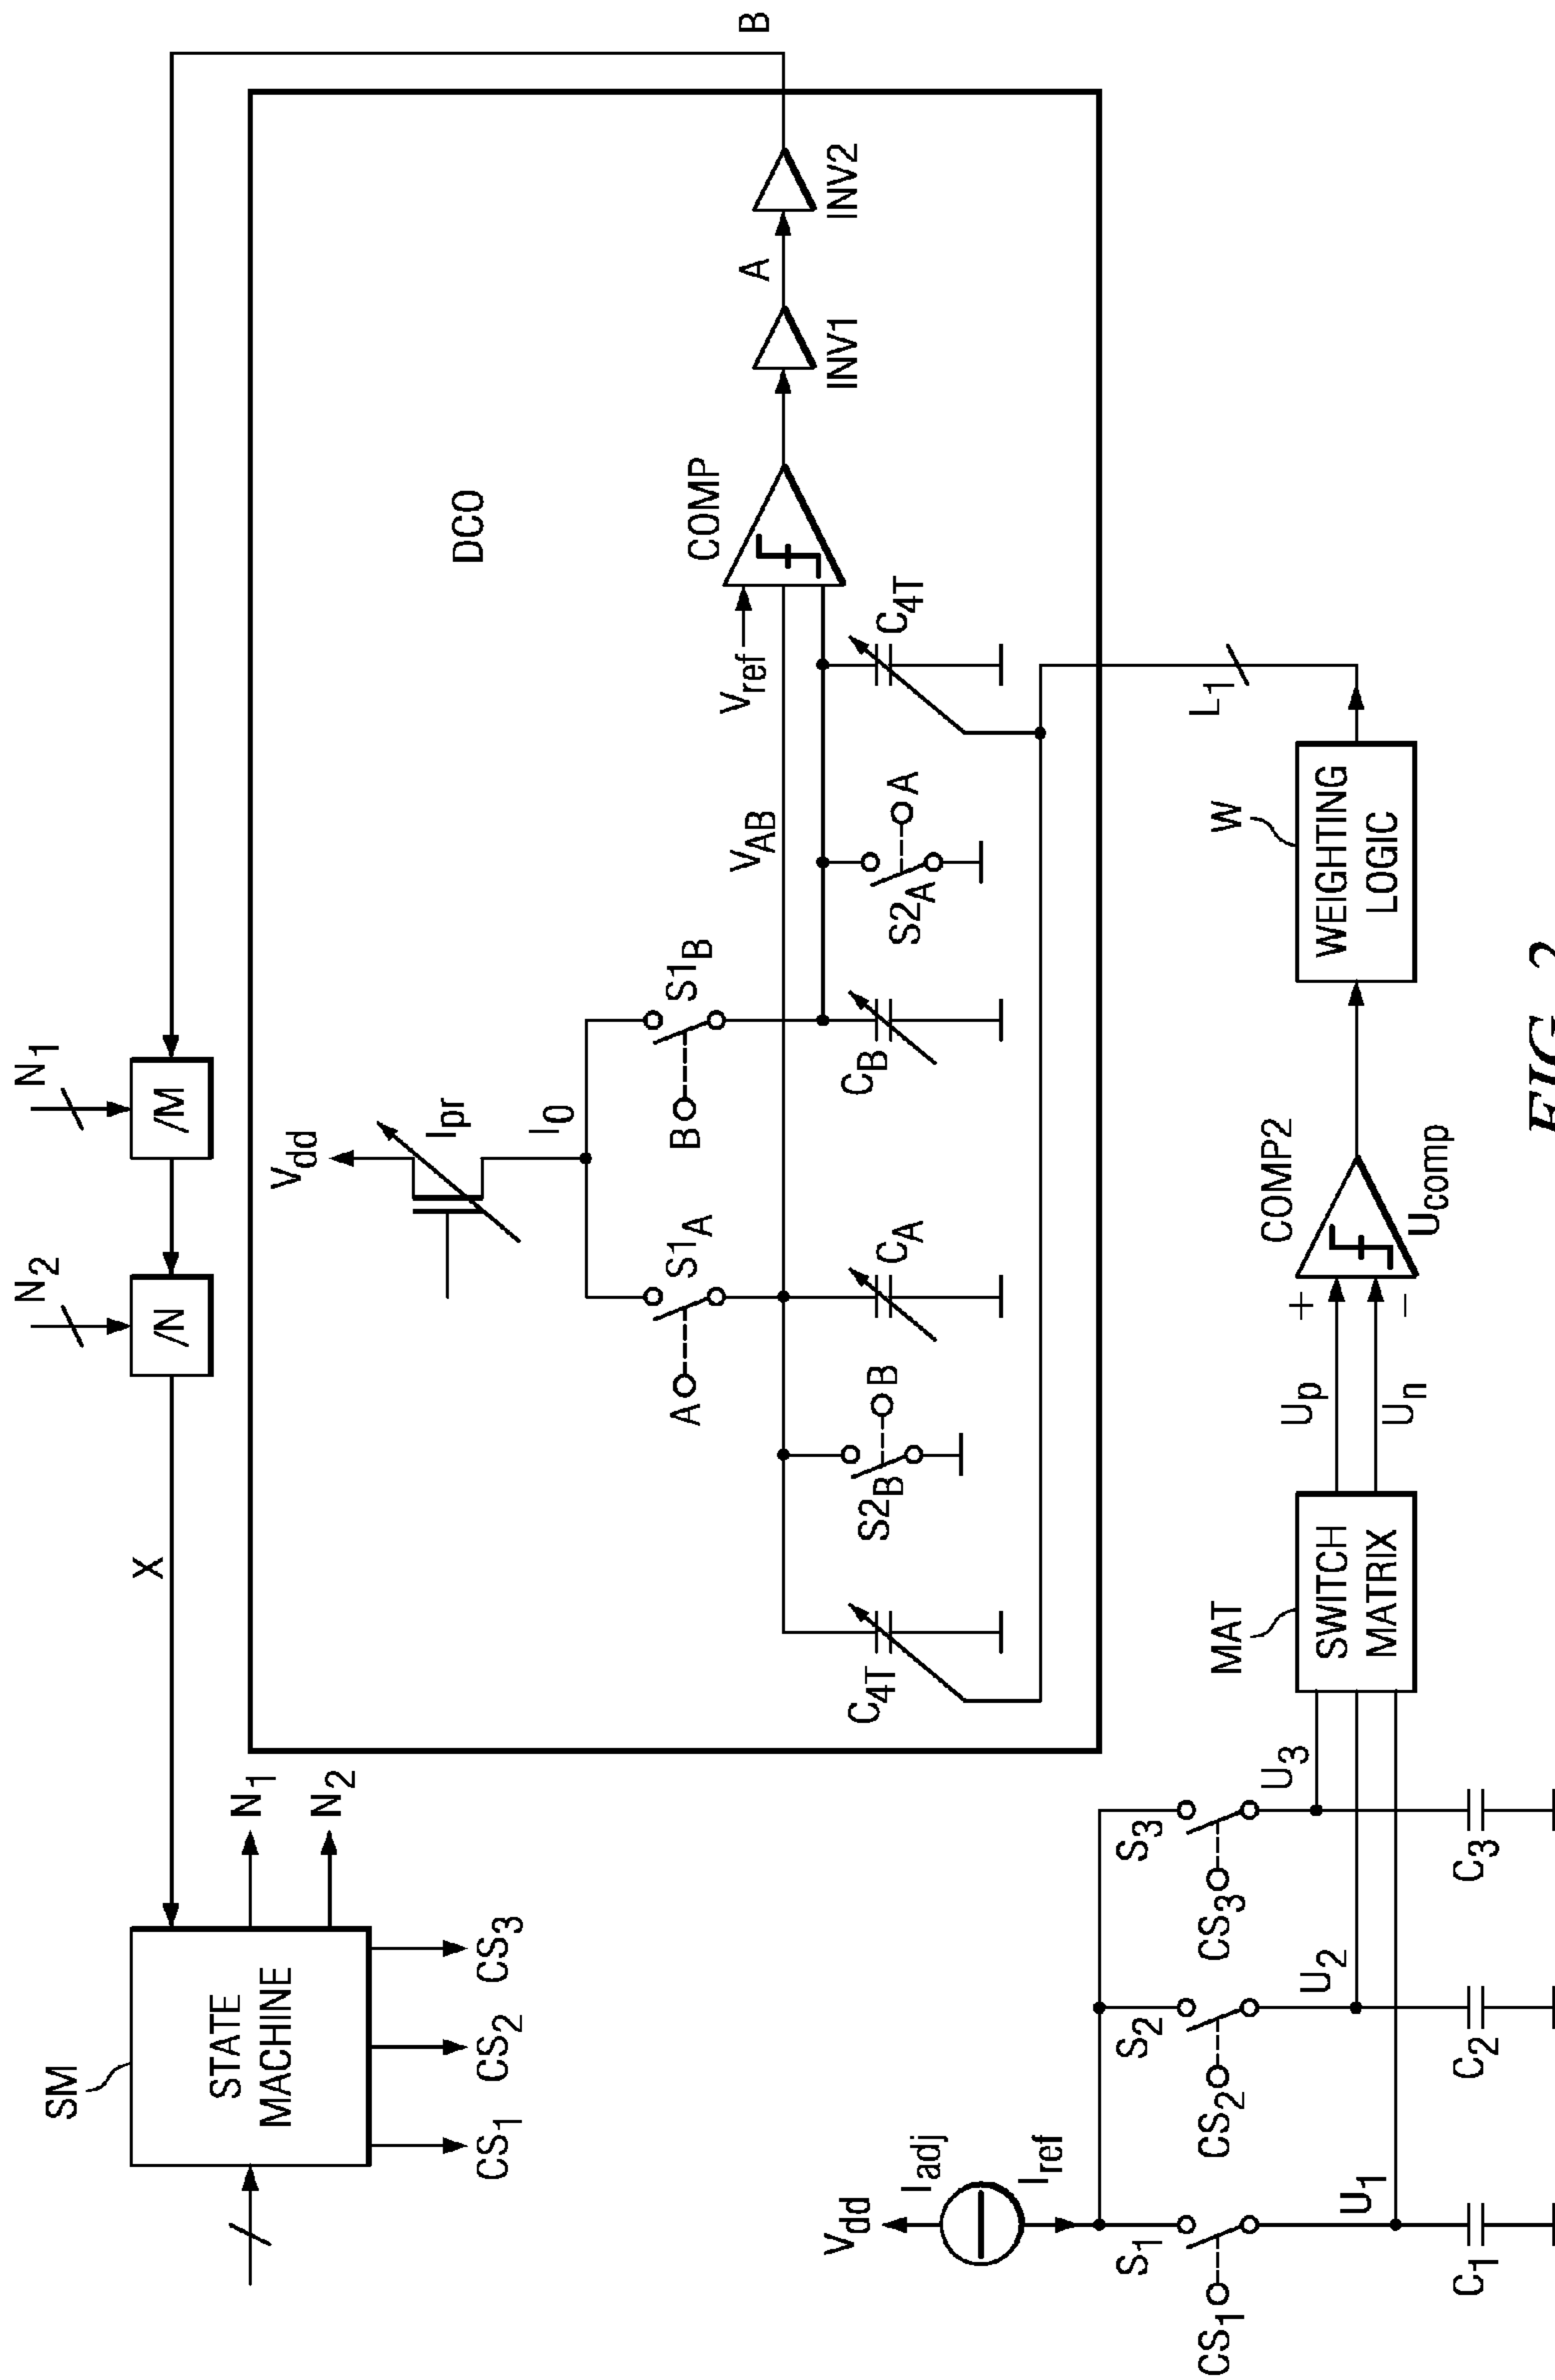 SM
STATE
MACHINE
CS1
CS2
CS3
N1
N2
X
N2
/N
N1
/M
B
DCO
Vdd
Ipr
I0
A
S1A
B
S1B
C4T
S2B
B
CA
CB
VAB
S2A
A
Vref
C4T
COMP
INV1
A
INV2
Vdd
Iadj
Iref
S1
CS1
U1
C1
S2
CS2
U2
C2
S3
CS3
U3
C3
MAT
SWITCH
MATRIX
Up
Un
+
-
COMP2
Ucomp
W
WEIGHTING
LOGIC
L1
FIG. 2